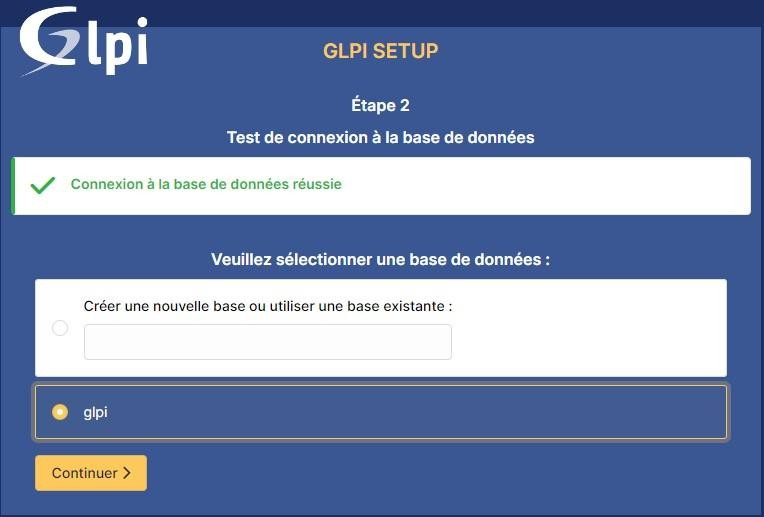 Glpi
GLPI SETUP
Étape 2
Test de connexion à la base de données
Connexion à la base de données réussie
Veuillez sélectionner une base de données :
Créer une nouvelle base ou utiliser une base existante :
glpi
Continuer